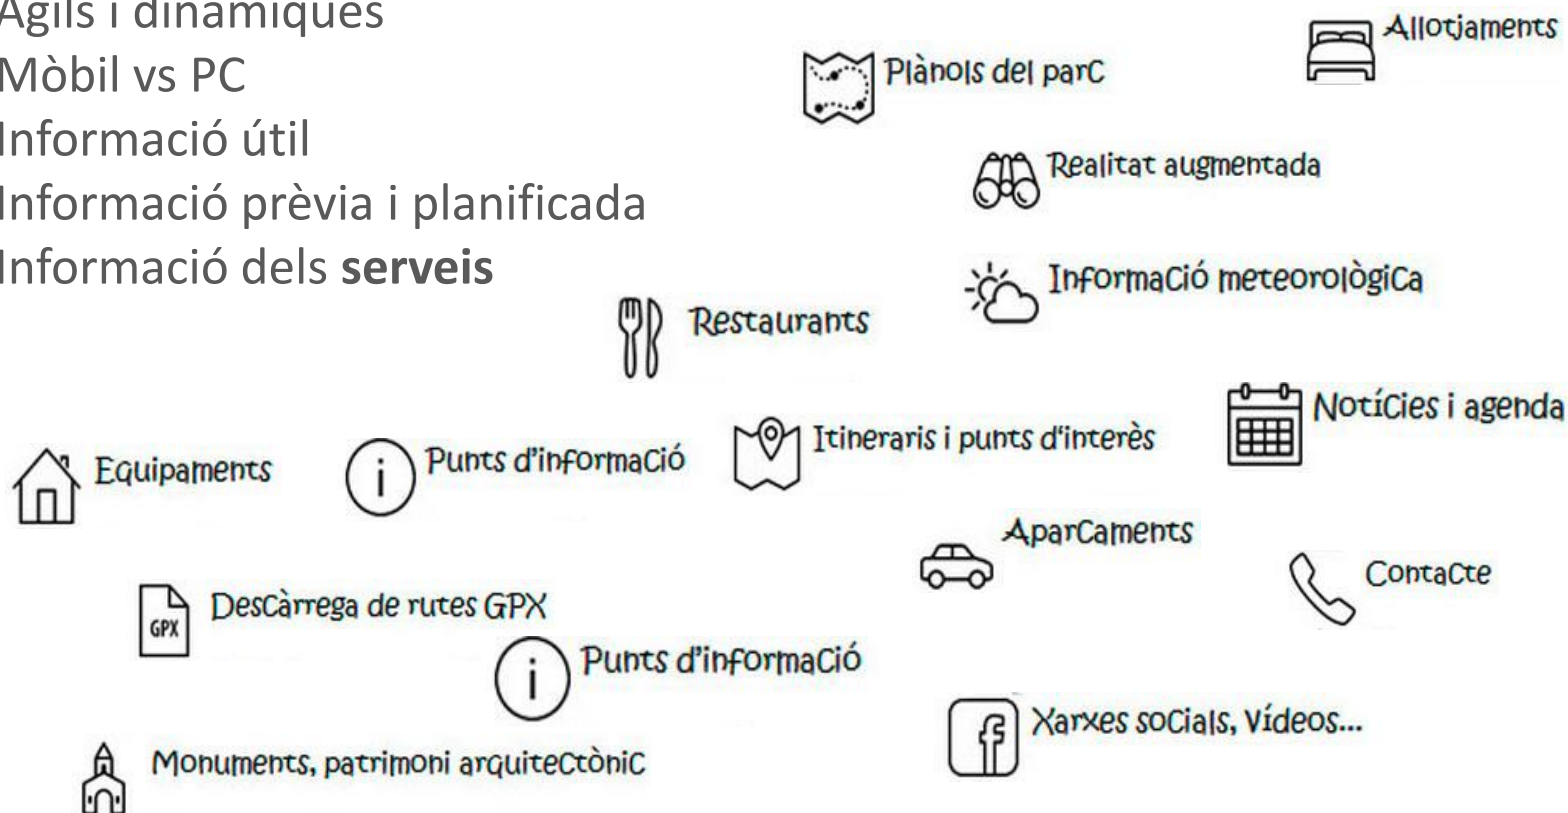 Àgils i dinàmiques
Mòbil vs PC
Informació útil
Informació prèvia i planificada
Informació dels serveis
Allotjaments
Plànols del parc
Realitat augmentada
Informació meteorològica
Restaurants
Notícies i agenda
Itineraris i punts d'interès
Punts d'informació
Equipaments
Aparcaments
Contacte
GPX
Descàrrega de rutes GPX
Punts d'informació
Xarxes socials, vídeos...
Monuments, patrimoni arquitectònic